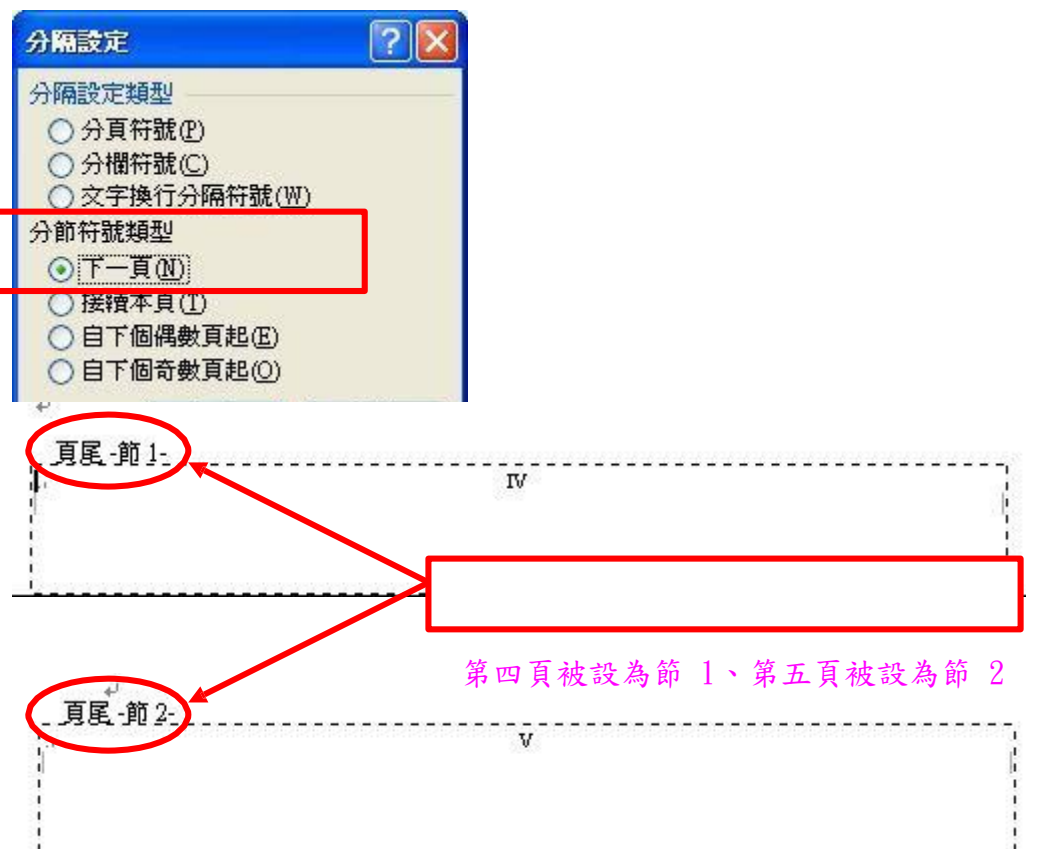 分隔設定
分隔設定類型
分頁符號(P)
分欄符號(C)
文字換行分隔符號(W)
分節符號類型
下一頁(N)
接續本頁(T)
自下個偶數頁起(E)
自下個奇數頁起(O)
頁尾 -節 1-
IV
第四頁被設為節 1、第五頁被設為節 2
頁尾 -節 2-
V